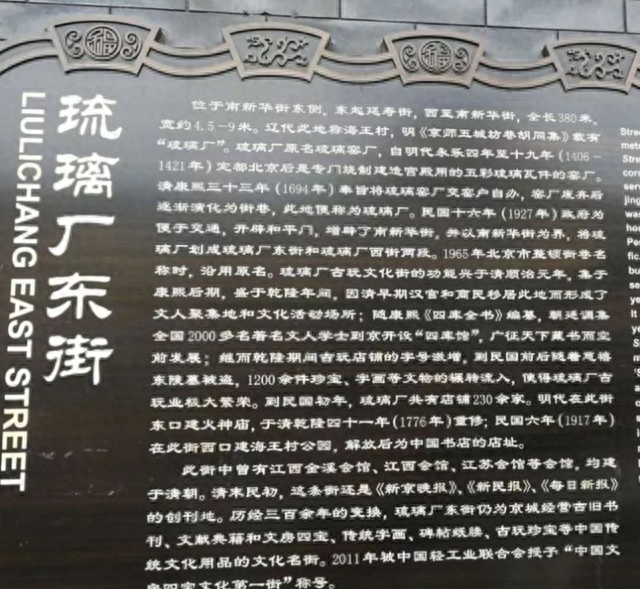 琉璃厂东街
LIULICHANG EAST STREET
位于南新华街东侧，东起延寿街，西至南新华街，全长380米，
宽约4.5-9米。辽代此地称海王村，明《京师五城坊巷胡同集》载有
“琉璃厂”。琉璃厂原名琉璃窑厂，自明代永乐四年至十九年（1406-
1421年）定都北京后是专门烧制建造宫殿用的五彩琉璃瓦件的窑厂。
清康熙三十三年（1694年）奉旨将琉璃窑厂交窑户自办，窑厂废弃后
逐渐演化为街巷，此地便称为琉璃厂。民国十六年（1927年）政府为
便于交通，开辟和平门，增辟了南新华街，并以南新华街为界，将琉
璃厂划成琉璃厂东街和琉璃厂西街两段。1965年北京市整顿街巷名
称时，沿用原名。琉璃厂古玩文化街的功能兴于清顺治元年，集于
康熙后期，盛于乾隆年间，因清早期汉官和商民移居此地而形成了
文人聚集地和文化活动场所；随康熙《四库全书》编纂，朝廷调集
全国2000多名著名文人学士到京开设“四库馆”，广征天下藏书而空
前发展；继而乾隆期间古玩店铺的字号激增，到民国前后随着慈禧
东陵墓被盗，1200余件珍宝、字画等文物的辗转流入，使得琉璃厂古
玩业极大繁荣。到民国初年，琉璃厂共有店铺230余家。明代在此街
东口建火神庙，于清乾隆四十一年（1776年）重修；民国六年（1917年）
在此街西口建海王村公园，解放后为中国书店的店址。
此街中曾有江西金溪会馆、江西会馆、江苏会馆等会馆，均建
于清朝。清末民初，这条街还是《新京晚报》、《新民报》、《每日新报》
的创刊地。历经三百余年的变换，琉璃厂东街仍为京城经营古旧书
刊、文献典籍和文房四宝、传统字画、碑帖纸牍、古玩珍宝等中国传
统文化用品的文化名街。2011年被中国轻工业联合会授予“中国文
房四宝文化第一街”称号。